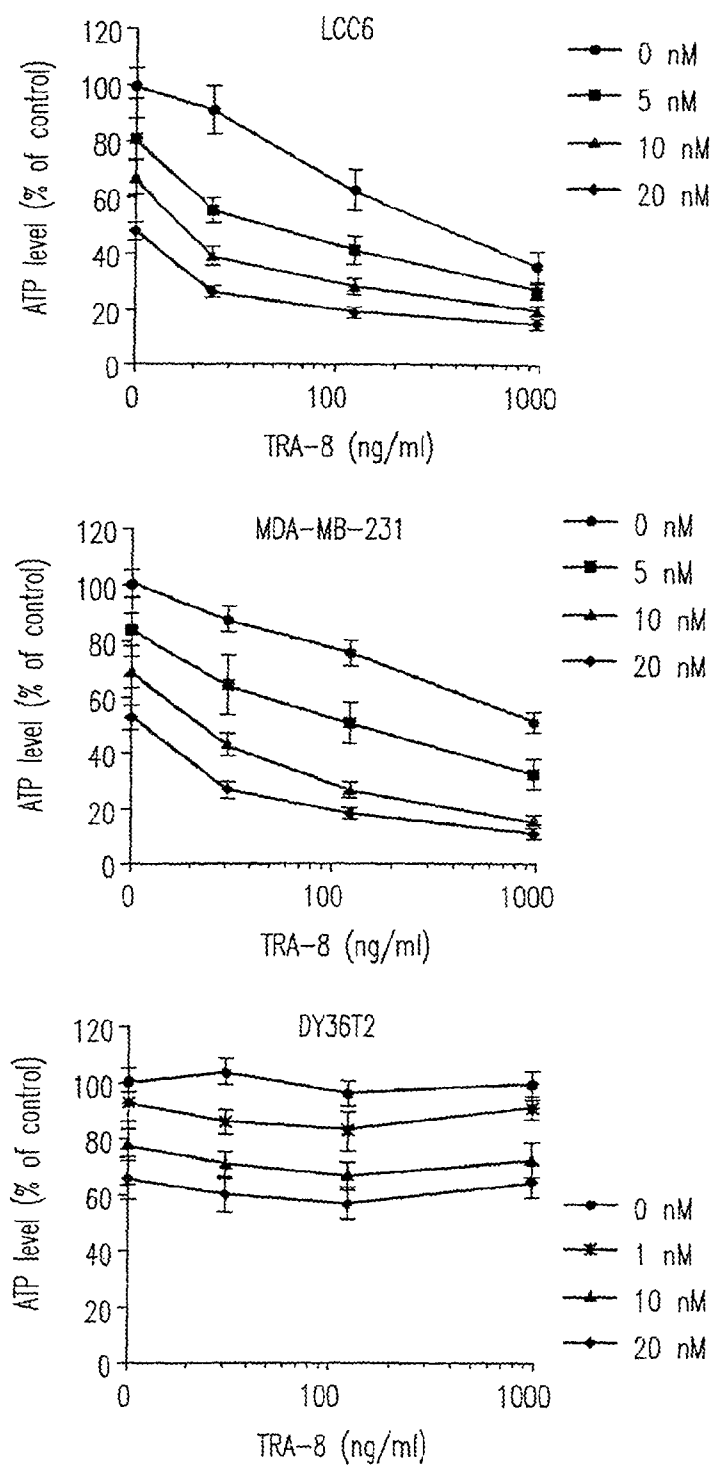 LCC6
0 nM
5 nM
10 nM
20 nM
ATP level (% of control)
120
100
80
60
40
20
0
0 100 1000
TRA-8 (ng/ml)
MDA-MB-231
0 nM
5 nM
10 nM
20 nM
ATP level (% of control)
120
100
80
60
40
20
0
0 100 1000
TRA-8 (ng/ml)
DY36T2
0 nM
1 nM
10 nM
20 nM
ATP level (% of control)
120
100
80
60
40
20
0
0 100 1000
TRA-8 (ng/ml)